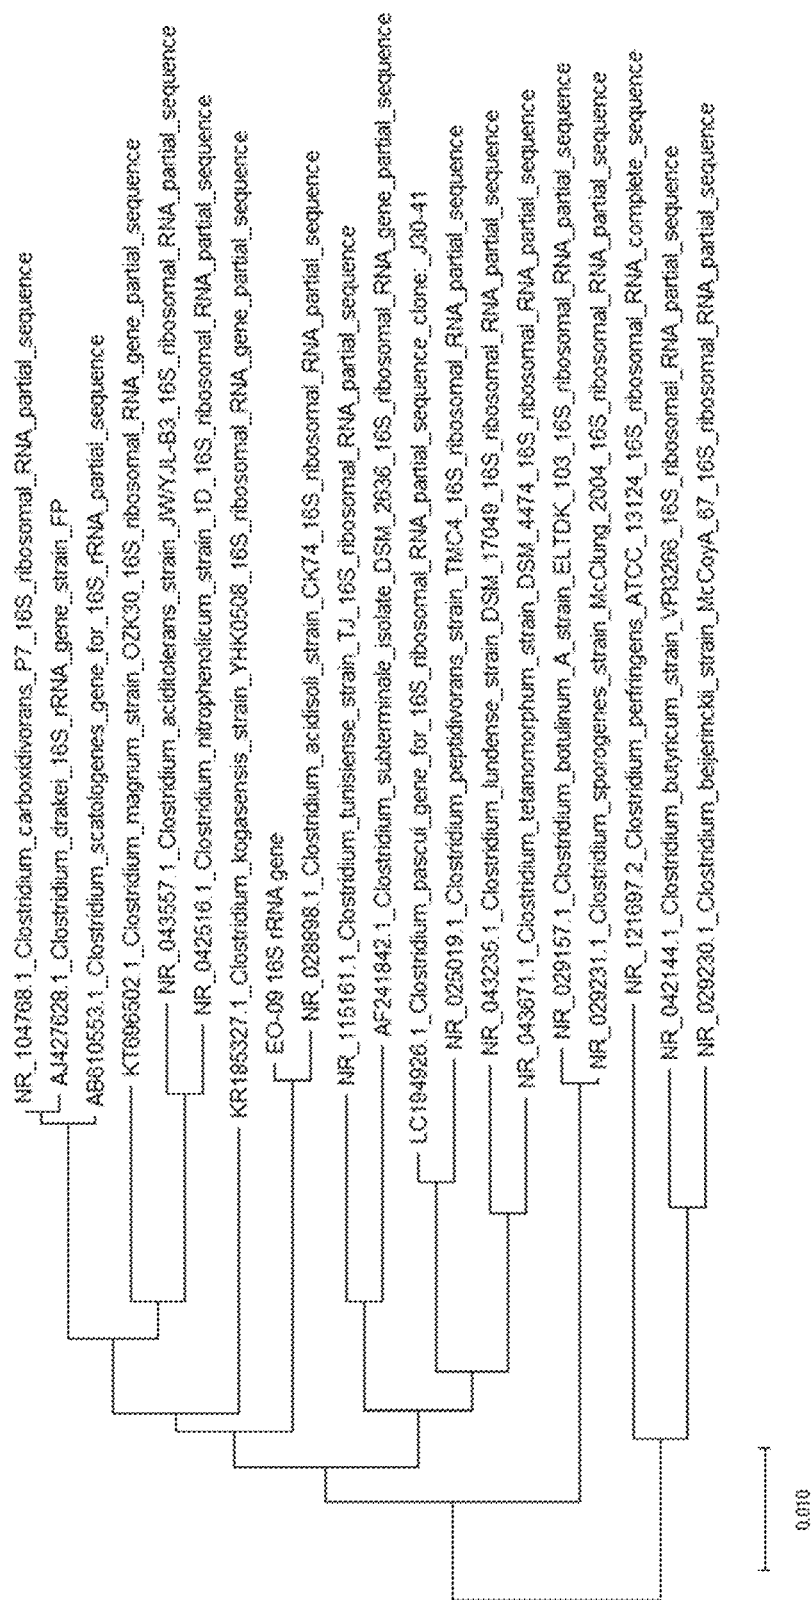 NR_104768.1_Clostridium_carboxidivorans_P7_16S_ribosomal_RNA_partial_sequence
AJ427628.1_Clostridium_drakei_16S_rRNA_gene_strain_FP
AB610553.1_Clostridium_scatologenes_gene_for_16S_rRNA_partial_sequence
KT696502.1_Clostridium_magnum_strain_OZK30_16S_ribosomal_RNA_gene_partial_sequence
NR_043557.1_Clostridium_aciditolerans_strain_JW/YJL-B3_16S_ribosomal_RNA_partial_sequence
NR_042516.1_Clostridium_nitrophenolicum_strain_1D_16S_ribosomal_RNA_partial_sequence
KR185327.1_Clostridium_kogasensis_strain_YHK0508_16S_ribosomal_RNA_gene_partial_sequence
EO-09 16S rRNA gene
NR_028898.1_Clostridium_acidisoli_strain_CK74_16S_ribosomal_RNA_partial_sequence
NR_115161.1_Clostridium_tunisiense_strain_TJ_16S_ribosomal_RNA_partial_sequence
AF241842.1_Clostridium_subterminale_isolate_DSM_2636_16S_ribosomal_RNA_gene_partial_sequence
LC194926.1_Clostridium_pascui_gene_for_16S_ribosomal_RNA_partial_sequence_clone:_J30-41
NR_025019.1_Clostridium_peptidivorans_strain_TMC4_16S_ribosomal_RNA_partial_sequence
NR_043235.1_Clostridium_lundense_strain_DSM_17049_16S_ribosomal_RNA_partial_sequence
NR_043671.1_Clostridium_tetanomorphum_strain_DSM_4474_16S_ribosomal_RNA_partial_sequence
NR_029157.1_Clostridium_botulinum_A_strain_ELTDK_103_16S_ribosomal_RNA_partial_sequence
NR_029231.1_Clostridium_sporogenes_strain_McClung_2004_16S_ribosomal_RNA_partial_sequence
NR_121697.2_Clostridium_perfringens_ATCC_13124_16S_ribosomal_RNA_complete_sequence
NR_042144.1_Clostridium_butyricum_strain_VPI3266_16S_ribosomal_RNA_partial_sequence
NR_029230.1_Clostridium_beijerinckii_strain_McCoyA_67_16S_ribosomal_RNA_partial_sequence
0.010